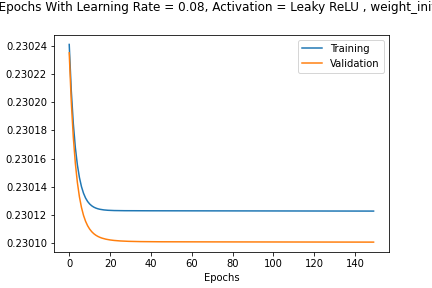 Epochs With Learning Rate = 0.08, Activation = Leaky ReLU , weight_ini
Training
Validation
0.23024
0.23022
0.23020
0.23018
0.23016
0.23014
0.23012
0.23010
0 20 40 60 80 100 120 140
Epochs